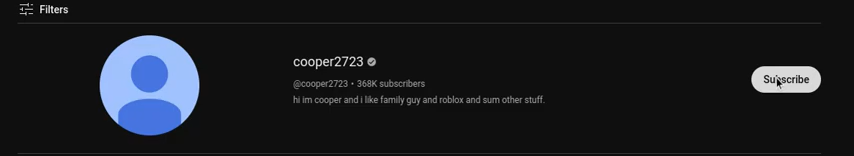 Filters
cooper2723
@cooper2723 • 368K subscribers
hi im cooper and i like family guy and roblox and sum other stuff.
Subscribe